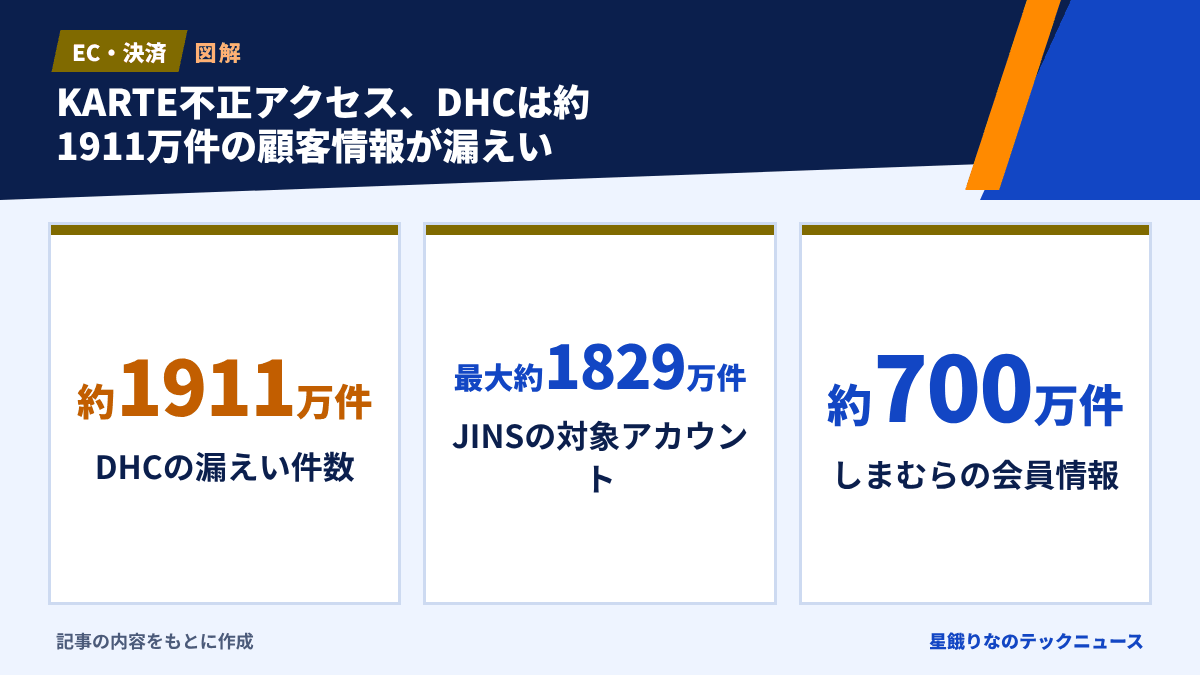 EC・決済 図解
KARTE不正アクセス、DHCは約
1911万件の顧客情報が漏えい
約1911万件
DHCの漏えい件数
最大約1829万件
JINSの対象アカウン
ト
約700万件
しまむらの会員情報
記事の内容をもとに作成
星餓りなのテックニュース